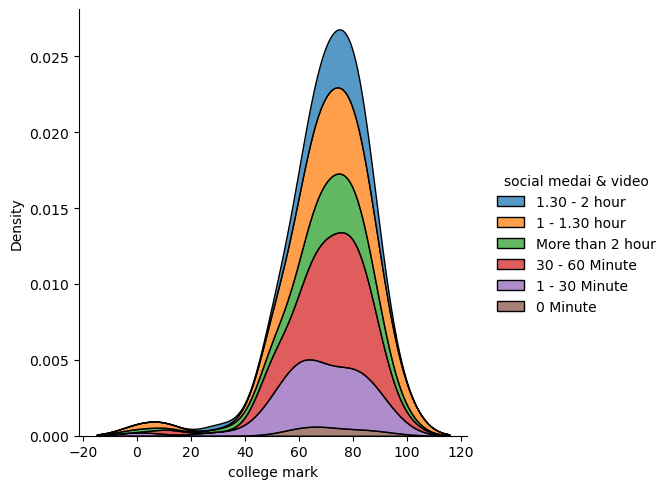 0.025
0.020
0.015
0.010
0.005
0.000
Density
−20 0 20 40 60 80 100 120
college mark
social medai & video
1.30 - 2 hour
1 - 1.30 hour
More than 2 hour
30 - 60 Minute
1 - 30 Minute
0 Minute